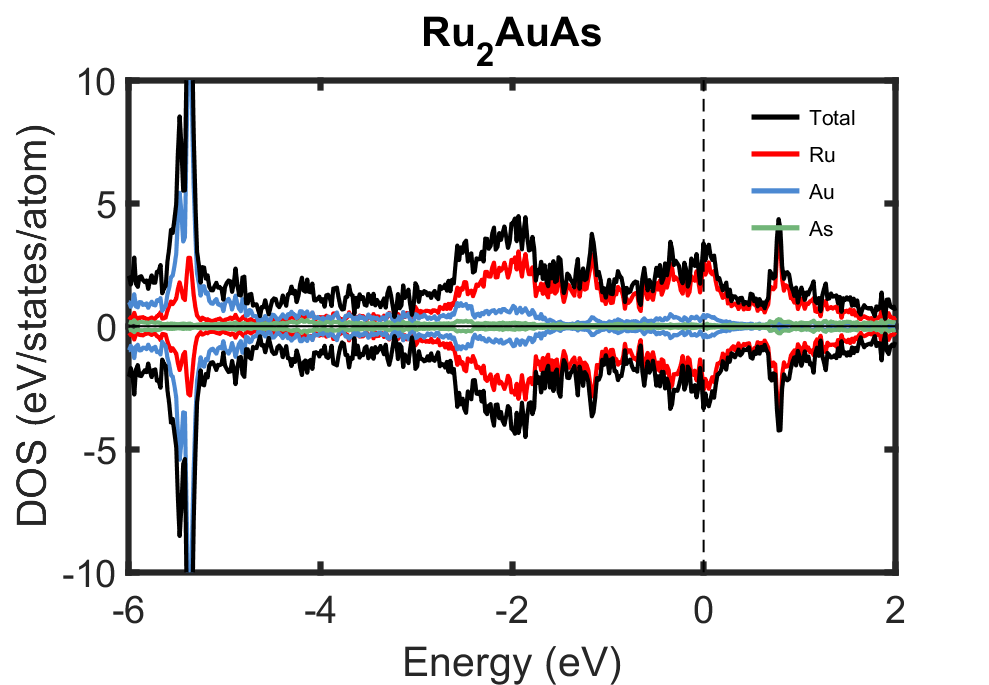 Ru2AuAs
10
5
0
-5
-10
DOS (eV/states/atom)
Total
Ru
Au
As
-6 -4 -2 0 2
Energy (eV)